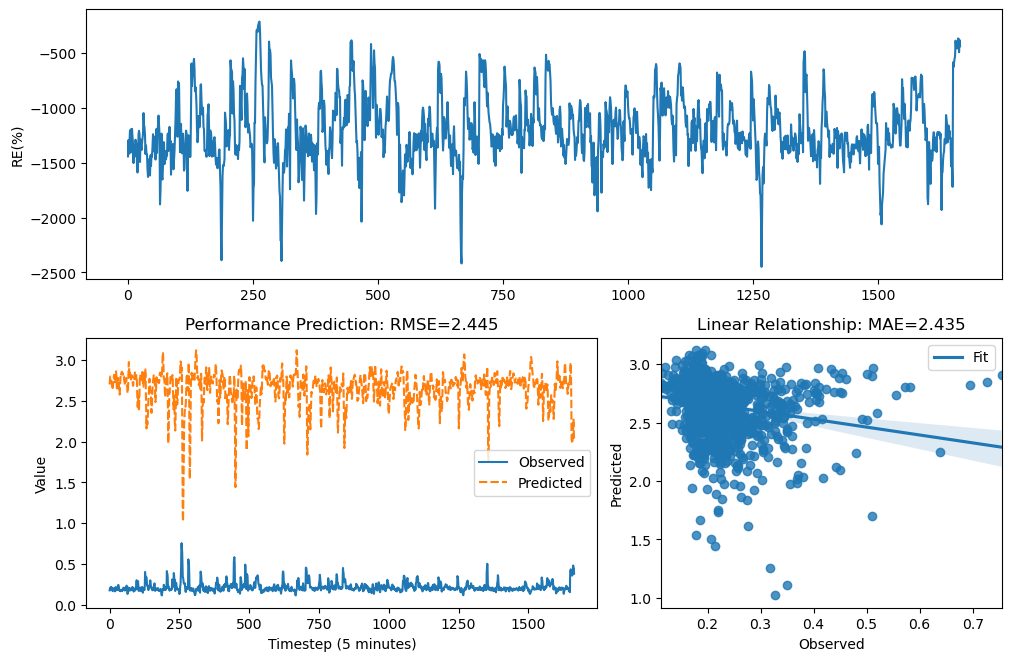 −500
−1000
−1500
−2000
−2500
RE(%)
0 250 500 750 1000 1250 1500
Performance Prediction: RMSE=2.445
3.0
2.5
2.0
1.5
1.0
0.5
0.0
Value
Observed
Predicted
0 250 500 750 1000 1250 1500
Timestep (5 minutes)
Linear Relationship: MAE=2.435
Fit
3.0
2.5
2.0
1.5
1.0
Predicted
0.2 0.3 0.4 0.5 0.6 0.7
Observed